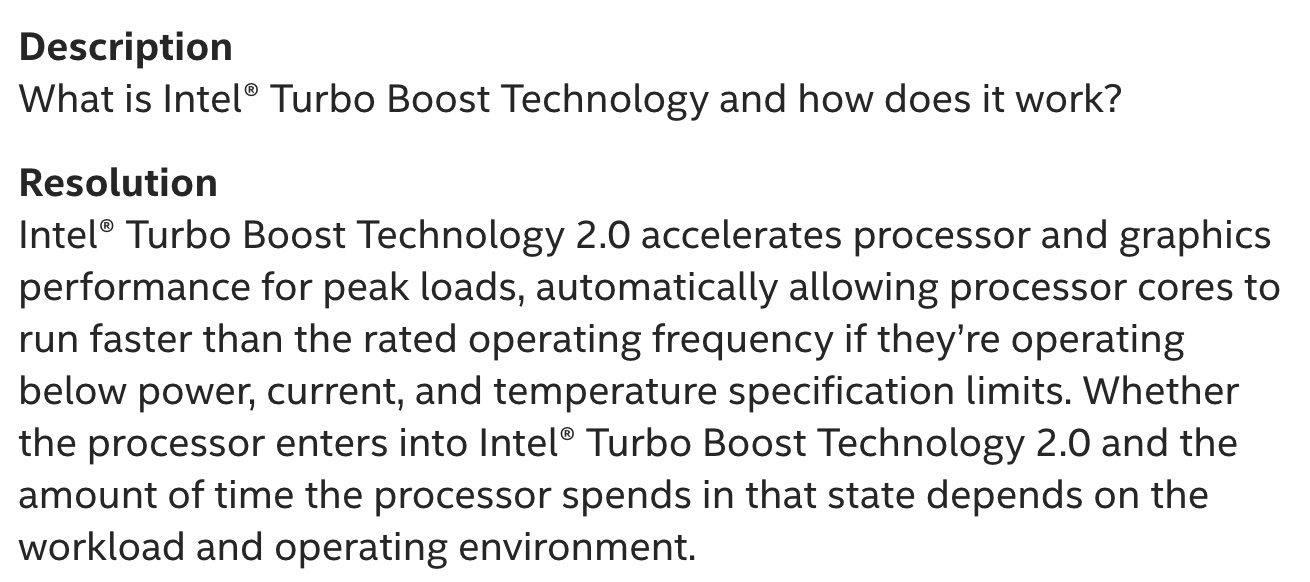 Description
What is Intel® Turbo Boost Technology and how does it work?
Resolution
Intel® Turbo Boost Technology 2.0 accelerates processor and graphics
performance for peak loads, automatically allowing processor cores to
run faster than the rated operating frequency if they’re operating
below power, current, and temperature specification limits. Whether
the processor enters into Intel® Turbo Boost Technology 2.0 and the
amount of time the processor spends in that state depends on the
workload and operating environment.